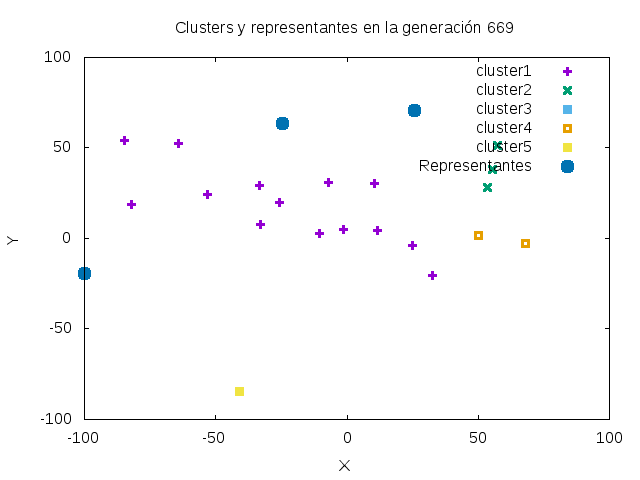 Clusters y representantes en la generación 669
cluster1
cluster2
cluster3
cluster4
cluster5
Representantes
100
50
0
-50
-100
Y
-100
-50
0
50
100
X